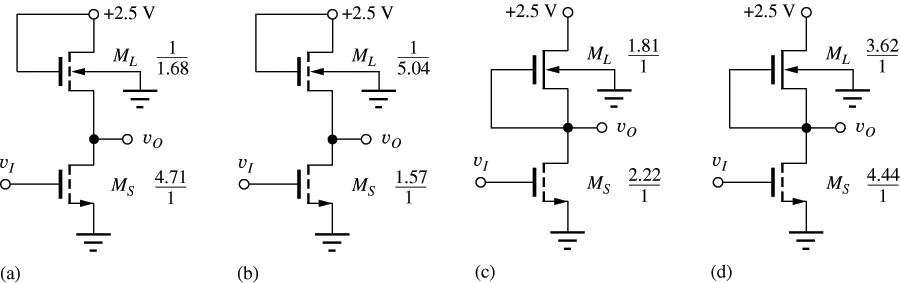 +2.5 V
M_L 1/1.68
v_O
v_I
M_S 4.71/1
(a)
+2.5 V
M_L 1/5.04
v_O
v_I
M_S 1.57/1
(b)
+2.5 V
M_L 1.81/1
v_O
v_I
M_S 2.22/1
(c)
+2.5 V
M_L 3.62/1
v_O
v_I
M_S 4.44/1
(d)